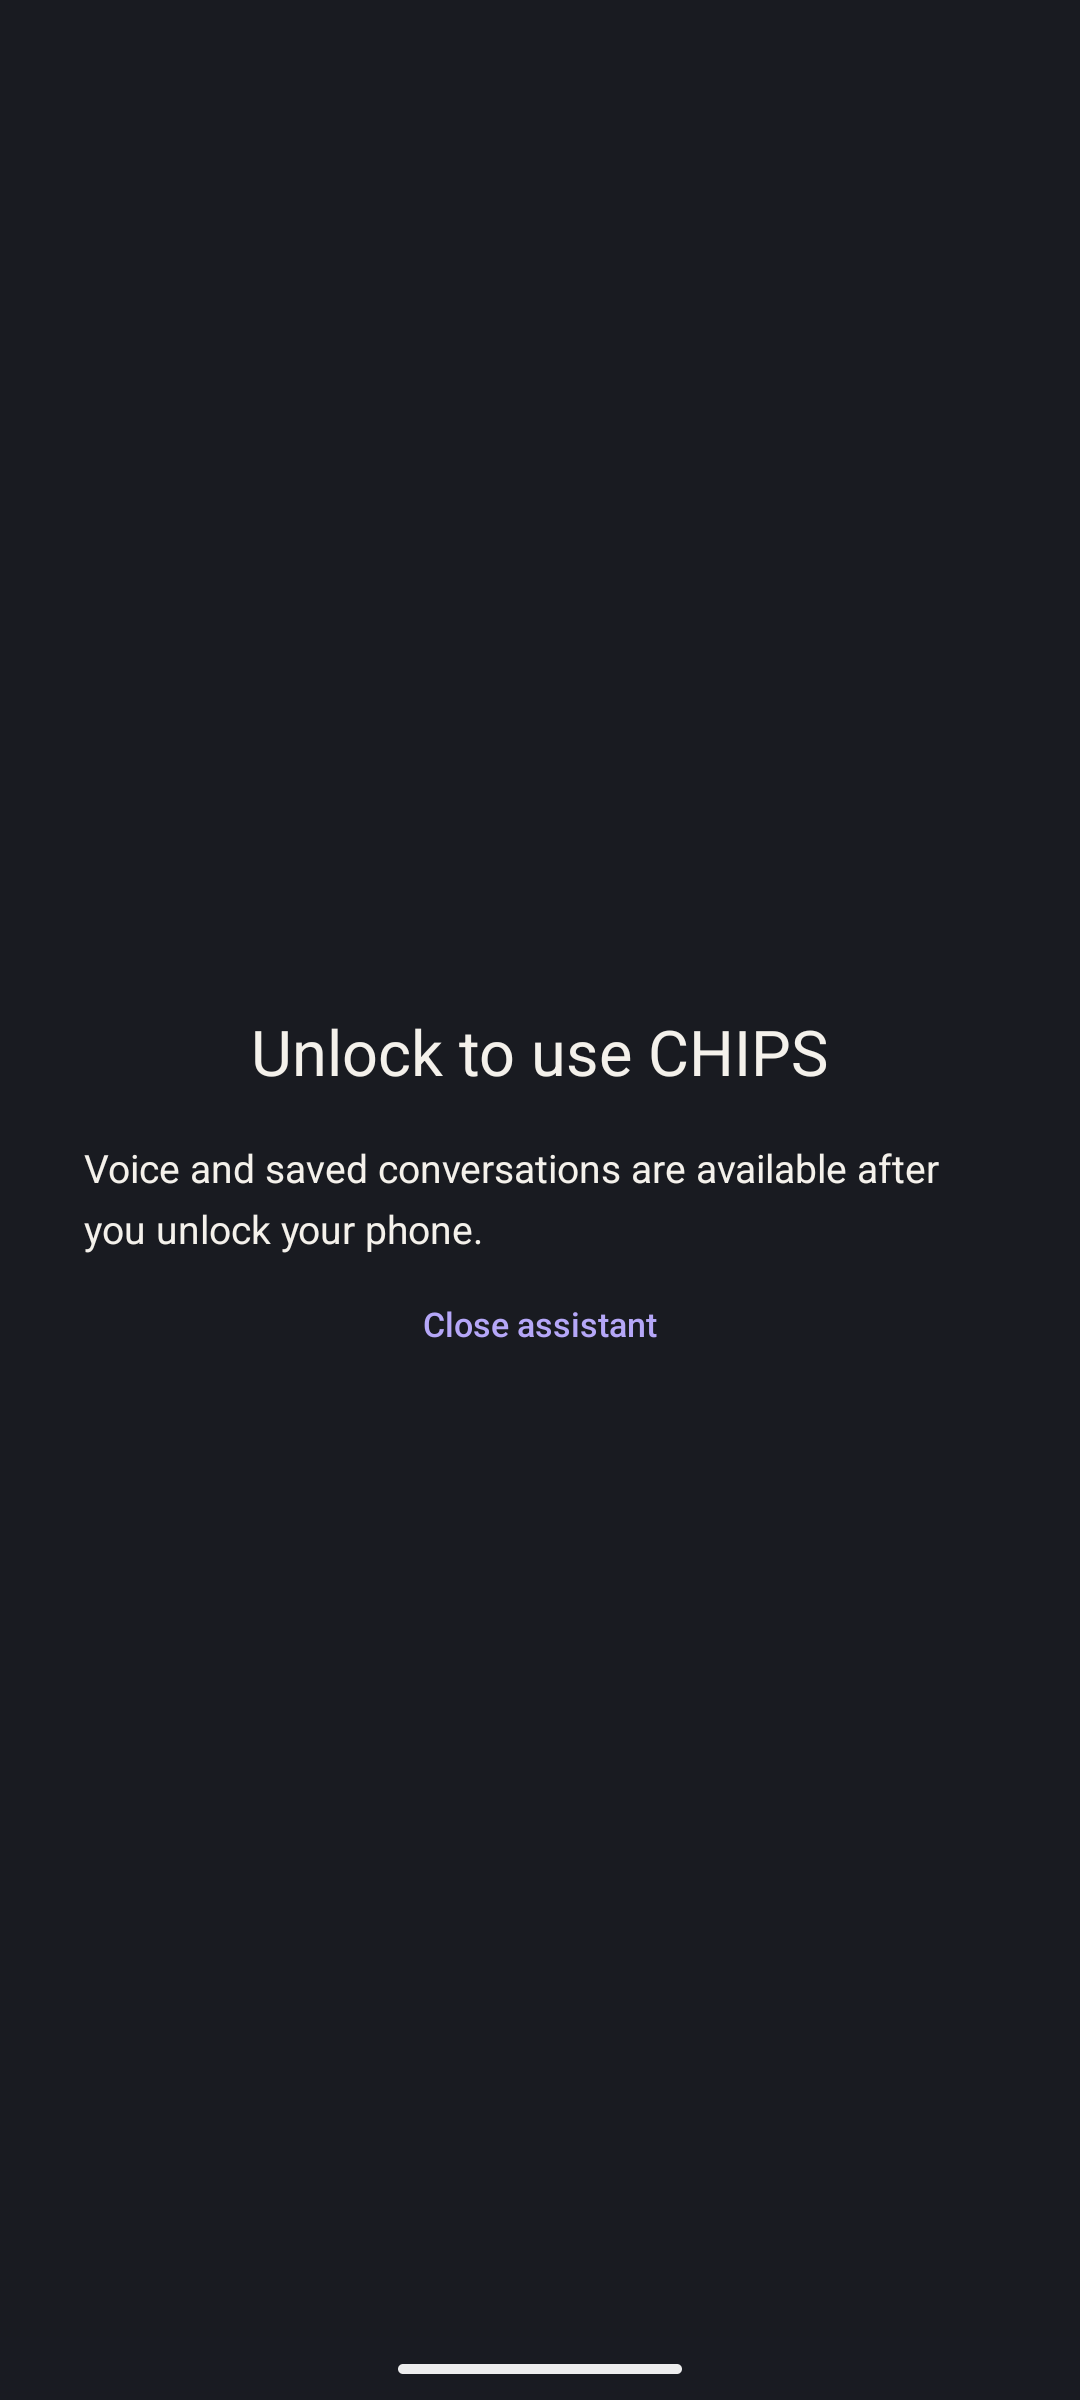 Unlock to use CHIPS
Voice and saved conversations are available after
you unlock your phone.
Close assistant